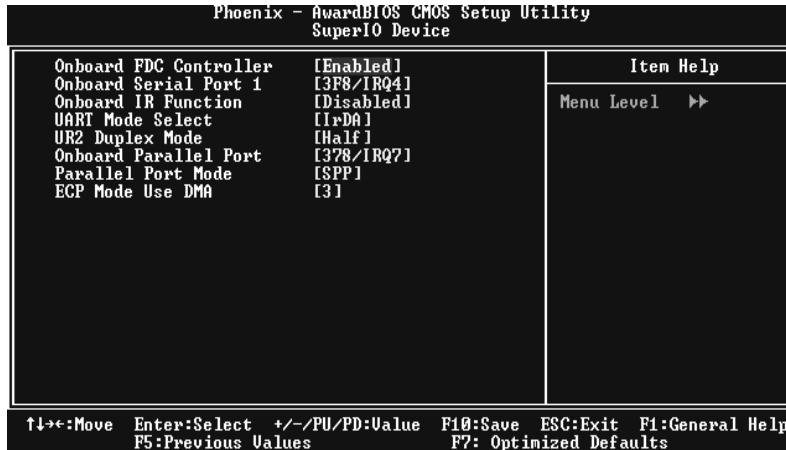 Phoenix - AwardBIOS CMOS Setup Utility
SuperIO Device
Onboard FDC Controller [Enabled]
Onboard Serial Port 1 [3F8/IRQ4]
Onboard IR Function [Disabled]
UART Mode Select [IrDA]
UR2 Duplex Mode [Half]
Onboard Parallel Port [378/IRQ7]
Parallel Port Mode [SPP]
ECP Mode Use DMA [3]
Item Help
Menu Level ▶▶
↑↓→←:Move Enter:Select +/-/PU/PD:Value F10:Save ESC:Exit F1:General Help
F5:Previous Values F7: Optimized Defaults